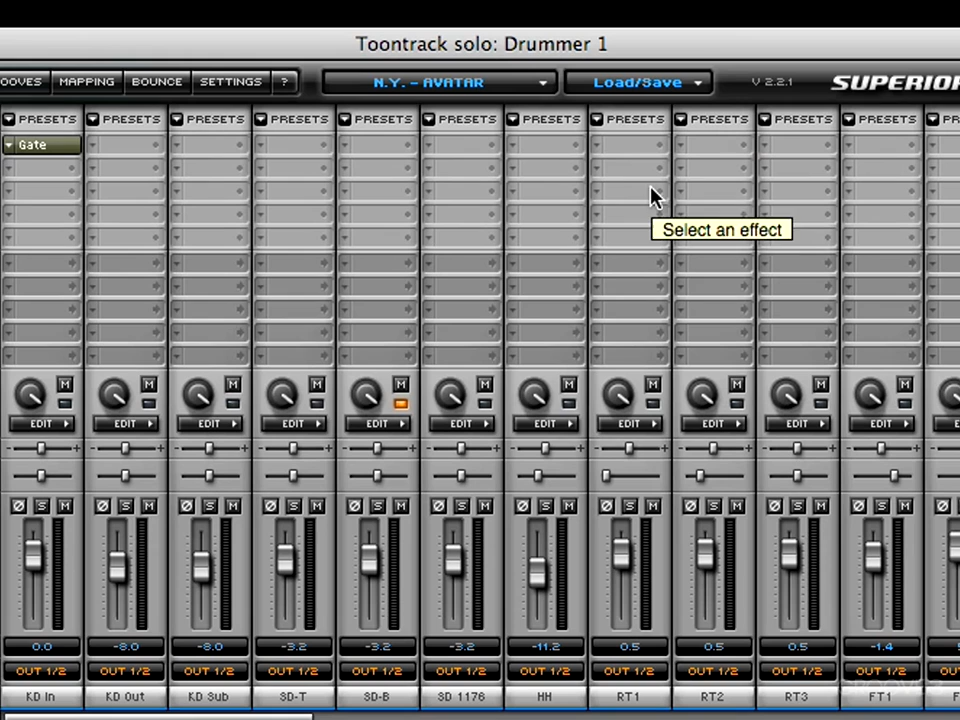 Toontrack solo: Drummer 1
OOVES MAPPING BOUNCE SETTINGS ? N.Y. - AVATAR Load/Save V 2.2.1 SUPERIOR
PRESETS PRESETS PRESETS PRESETS PRESETS PRESETS PRESETS PRESETS PRESETS PRESETS PRESETS PR
Gate
Select an effect
M M M M M M M M M M M
EDIT EDIT EDIT EDIT EDIT EDIT EDIT EDIT EDIT EDIT EDIT
Ø S M Ø S M Ø S M Ø S M Ø S M Ø S M Ø S M Ø S M Ø S M Ø S M Ø S M Ø
0.0 -8.0 -8.0 -3.2 -3.2 -3.2 -11.2 0.5 0.5 0.5 -1.4
OUT 1/2 OUT 1/2 OUT 1/2 OUT 1/2 OUT 1/2 OUT 1/2 OUT 1/2 OUT 1/2 OUT 1/2 OUT 1/2 OUT 1/2
KD In KD Out KD Sub SD-T SD-B SD 1176 HH RT1 RT2 RT3 FT1 F